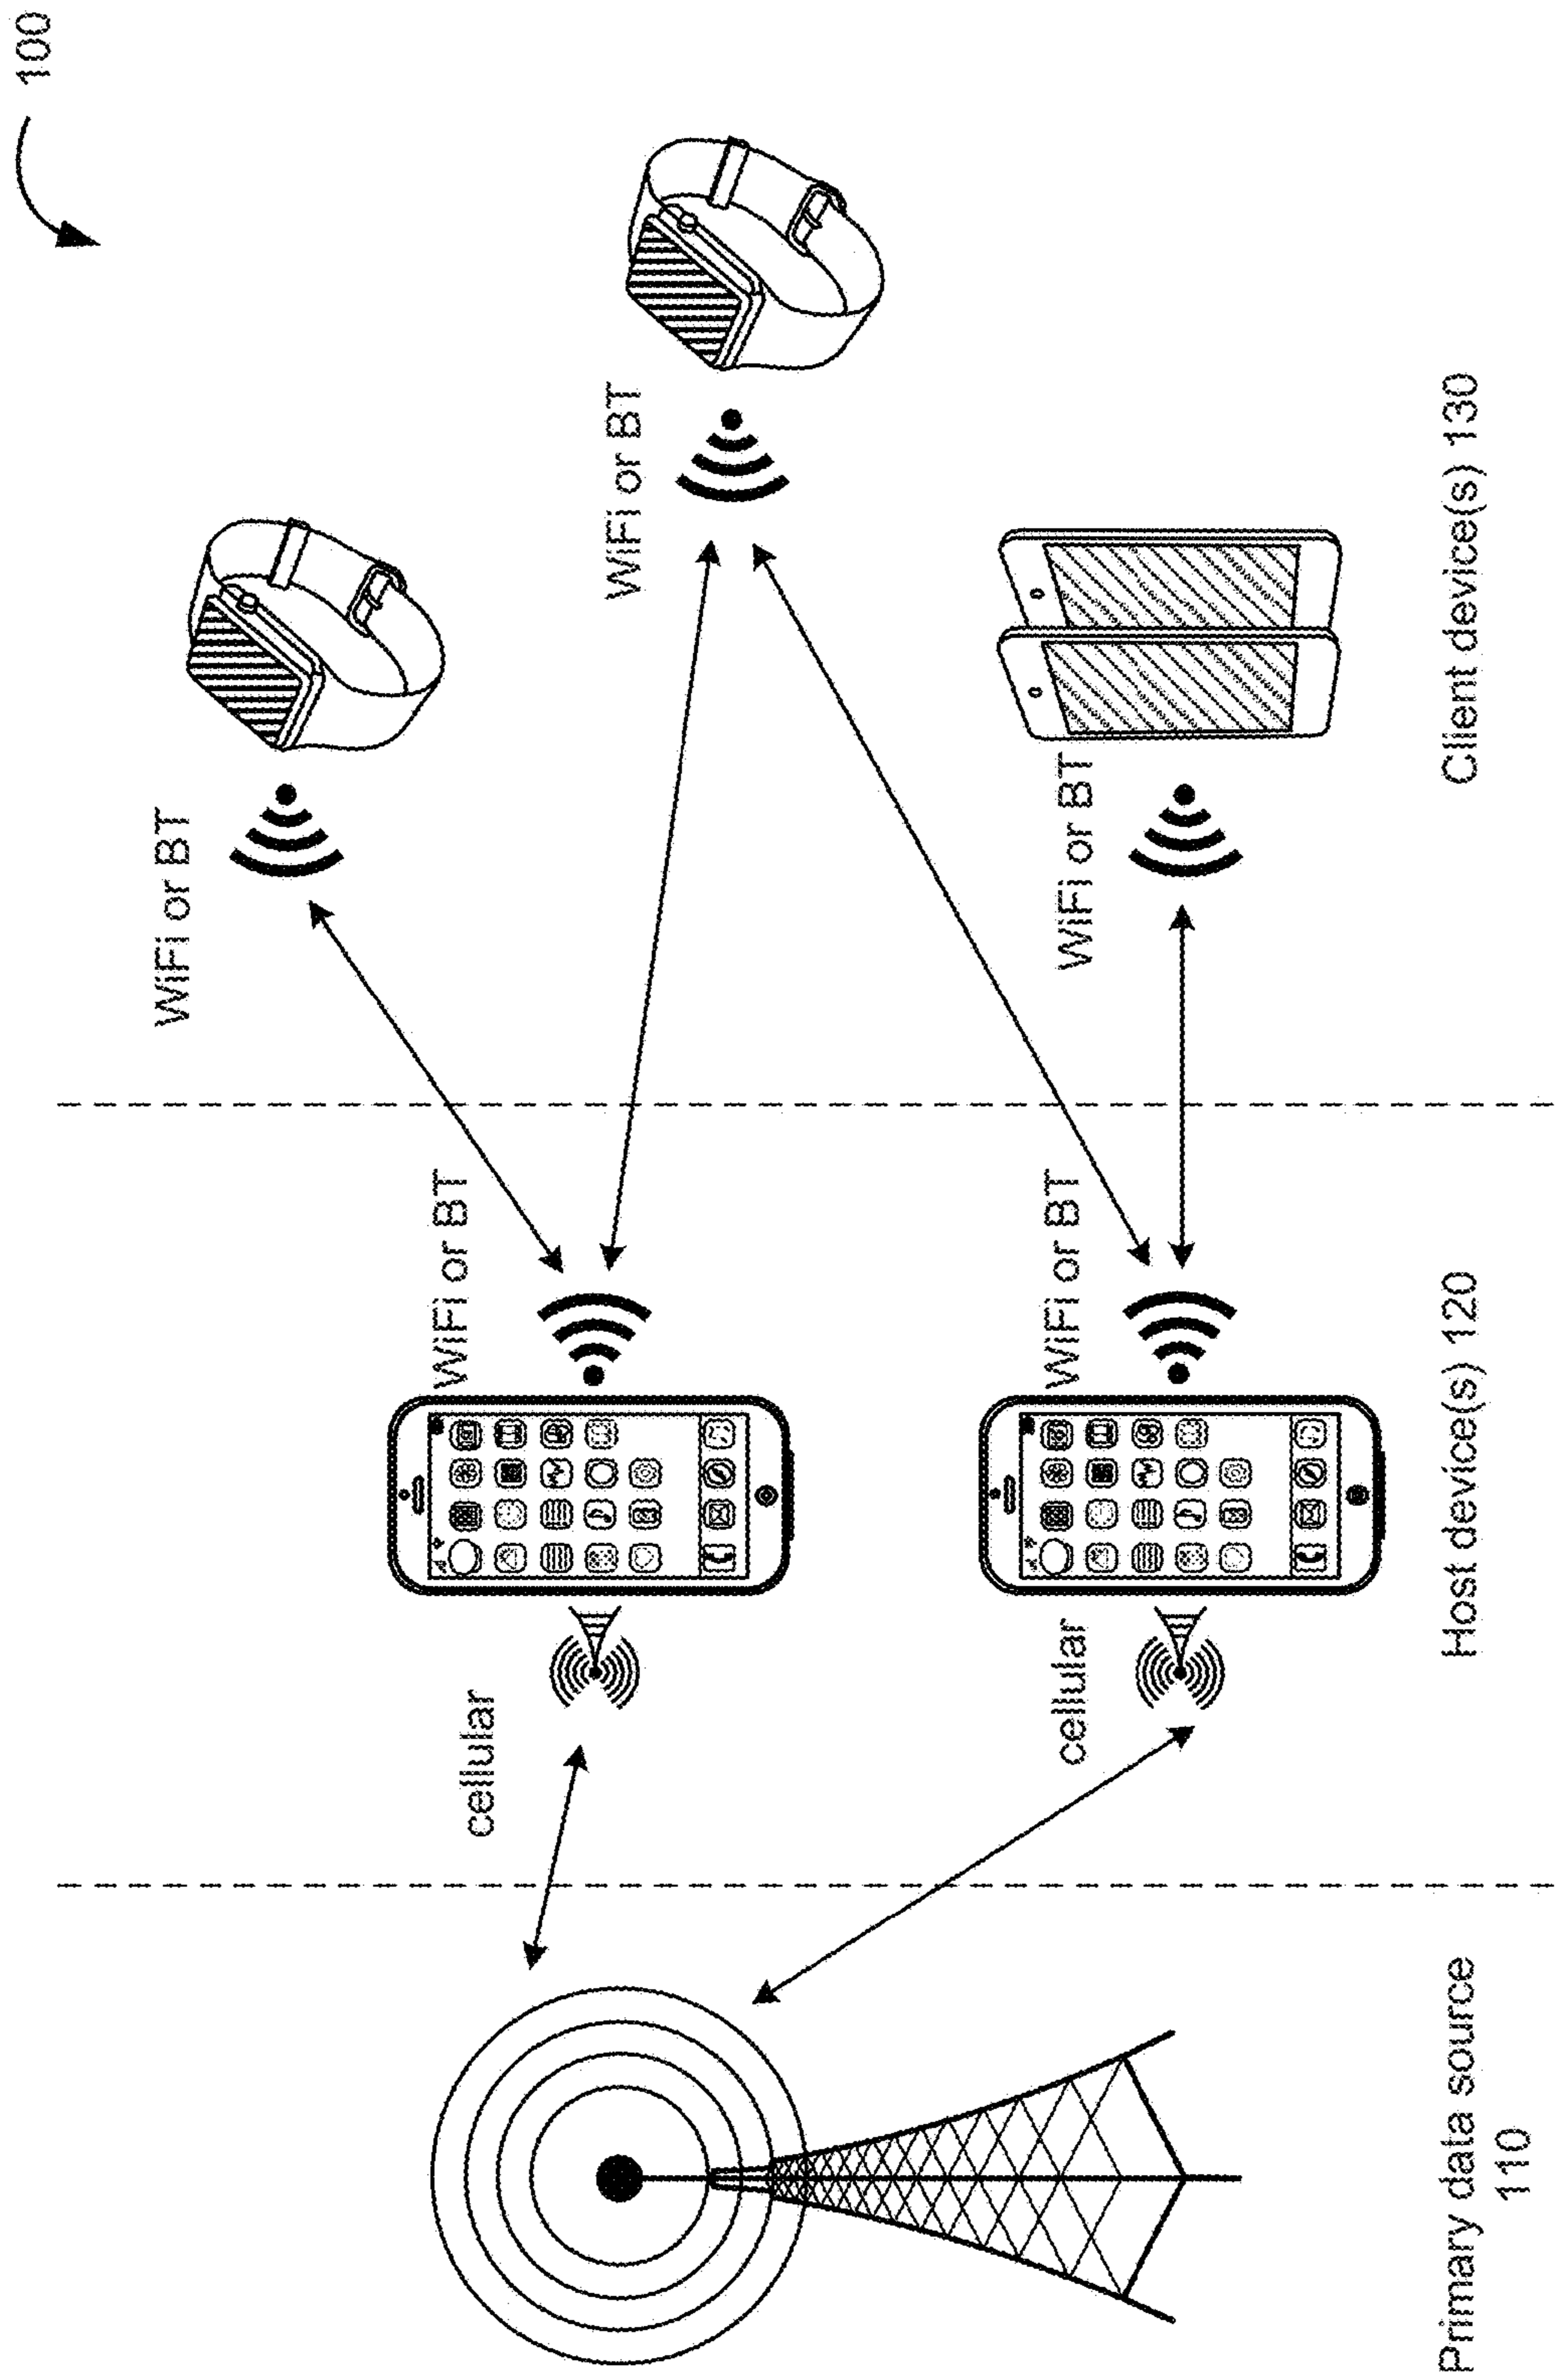 100
WiFi or BT
WiFi or BT
WiFi or BT
cellular
WiFi or BT
WiFi or BT
cellular
Primary data source
110
Host device(s) 120
Client device(s) 130